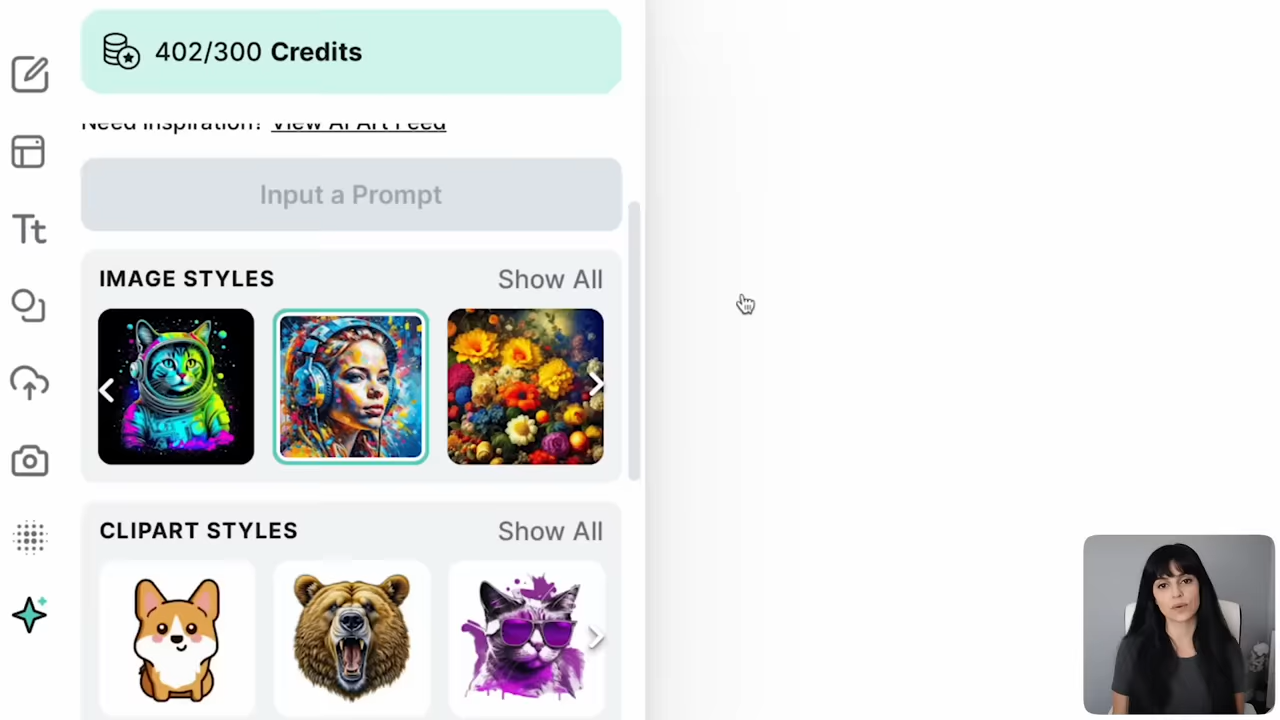 402/300 Credits
Need inspiration? View AI Art Feed
Input a Prompt
IMAGE STYLES
Show All
CLIPART STYLES
Show All
Tt